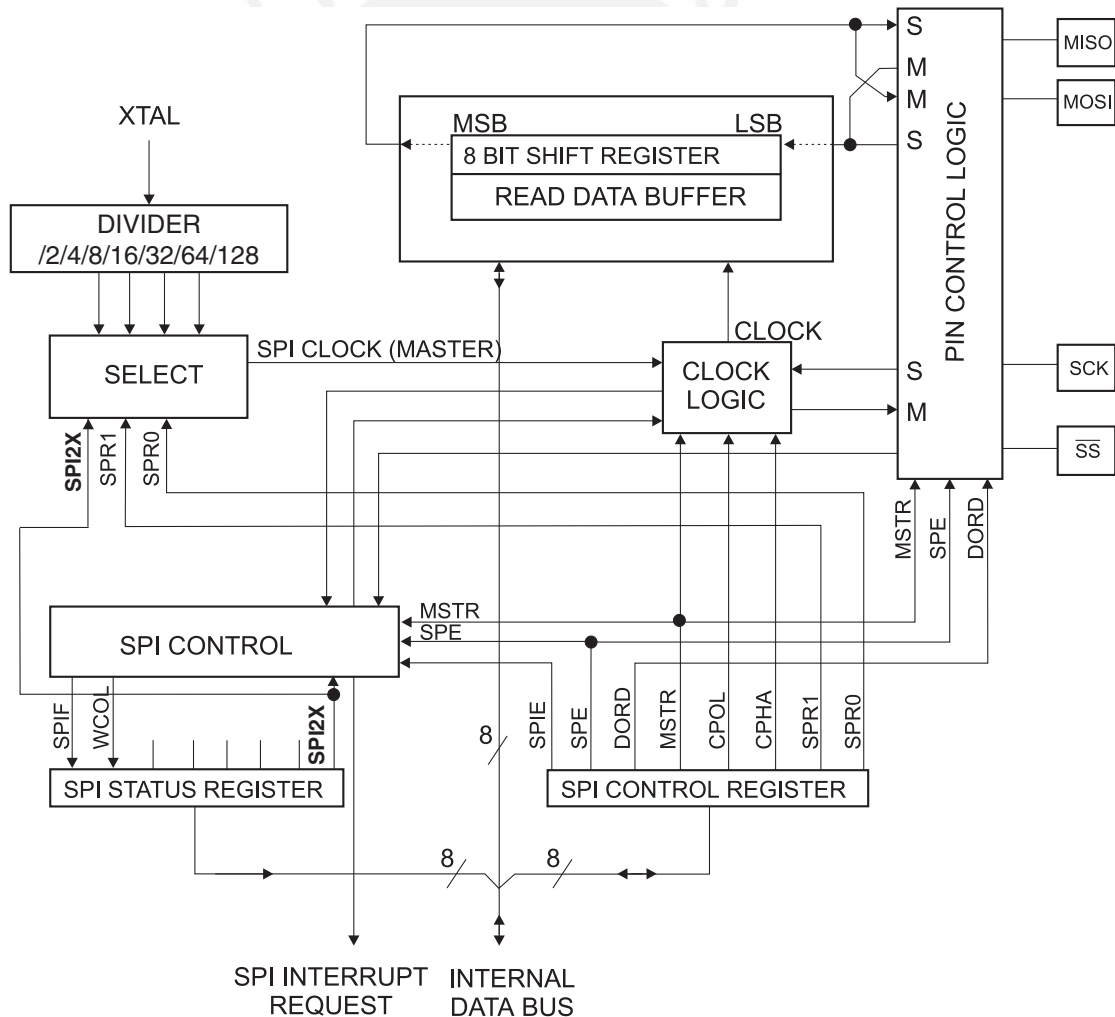 S
MISO
M
XTAL
MSB
LSB
M
MOSI
8 BIT SHIFT REGISTER
S
READ DATA BUFFER
DIVIDER
/2/4/8/16/32/64/128
PIN CONTROL LOGIC
CLOCK
SPI CLOCK (MASTER)
SELECT
CLOCK
LOGIC
S
SCK
M
SPI2X
SPR1
SPR0
SS
MSTR
SPE
DORD
MSTR
SPE
SPI CONTROL
SPIF
WCOL
SPI2X
8
SPIE
SPE
DORD
MSTR
CPOL
CPHA
SPR1
SPR0
SPI STATUS REGISTER
SPI CONTROL REGISTER
8
8
SPI INTERRUPT
REQUEST
INTERNAL
DATA BUS